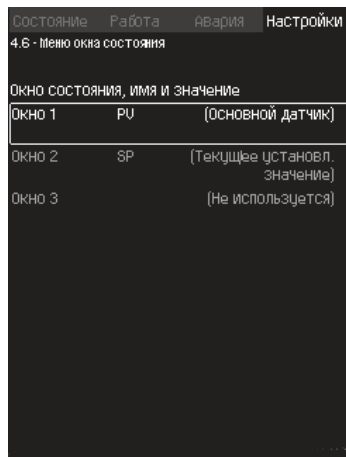 Состояние Работа Авария Настройки
4.6 - Меню окна состояния
Окно состояния, имя и значение
Окно 1 PV (Основной датчик)
Окно 2 SP (Текущее установл.
значение)
Окно 3 (Не используется)